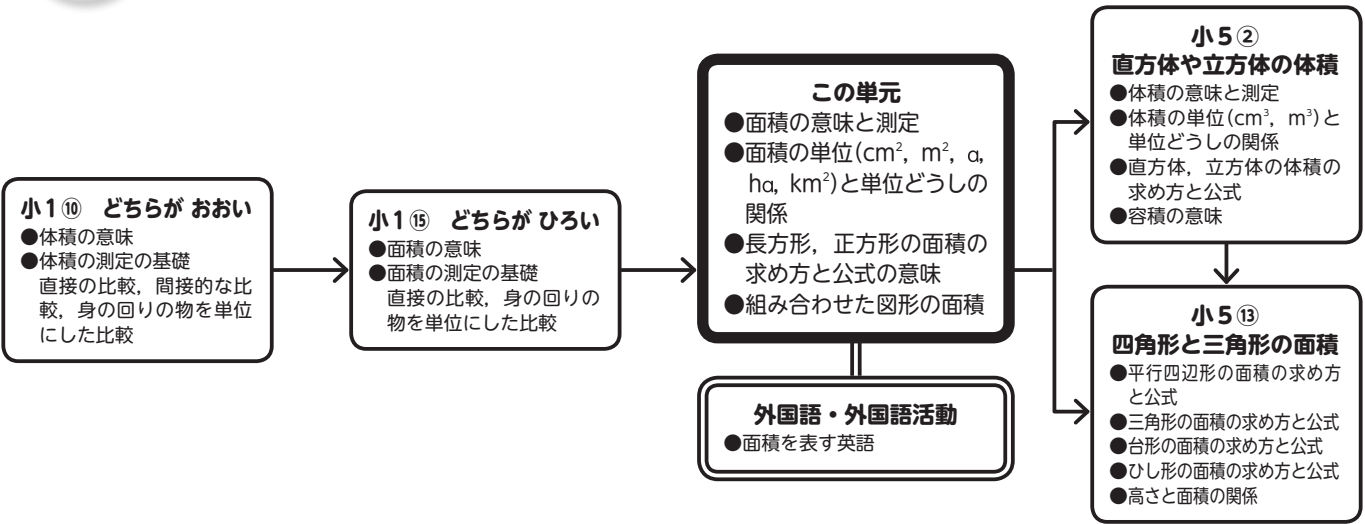 小1⑩ どちらが おおい
●体積の意味
●体積の測定の基礎
直接の比較，間接的な比
較，身の回りの物を単位
にした比較
小1⑮ どちらが ひろい
●面積の意味
●面積の測定の基礎
直接の比較，身の回りの
物を単位にした比較
この単元
●面積の意味と測定
●面積の単位(cm²，m²，a，
ha，km²)と単位どうしの
関係
●長方形，正方形の面積の
求め方と公式の意味
●組み合わせた図形の面積
外国語・外国語活動
●面積を表す英語
小5②
直方体や立方体の体積
●体積の意味と測定
●体積の単位(cm³，m³)と
単位どうしの関係
●直方体，立方体の体積の
求め方と公式
●容積の意味
小5⑬
四角形と三角形の面積
●平行四辺形の面積の求め方
と公式
●三角形の面積の求め方と公式
●台形の面積の求め方と公式
●ひし形の面積の求め方と公式
●高さと面積の関係